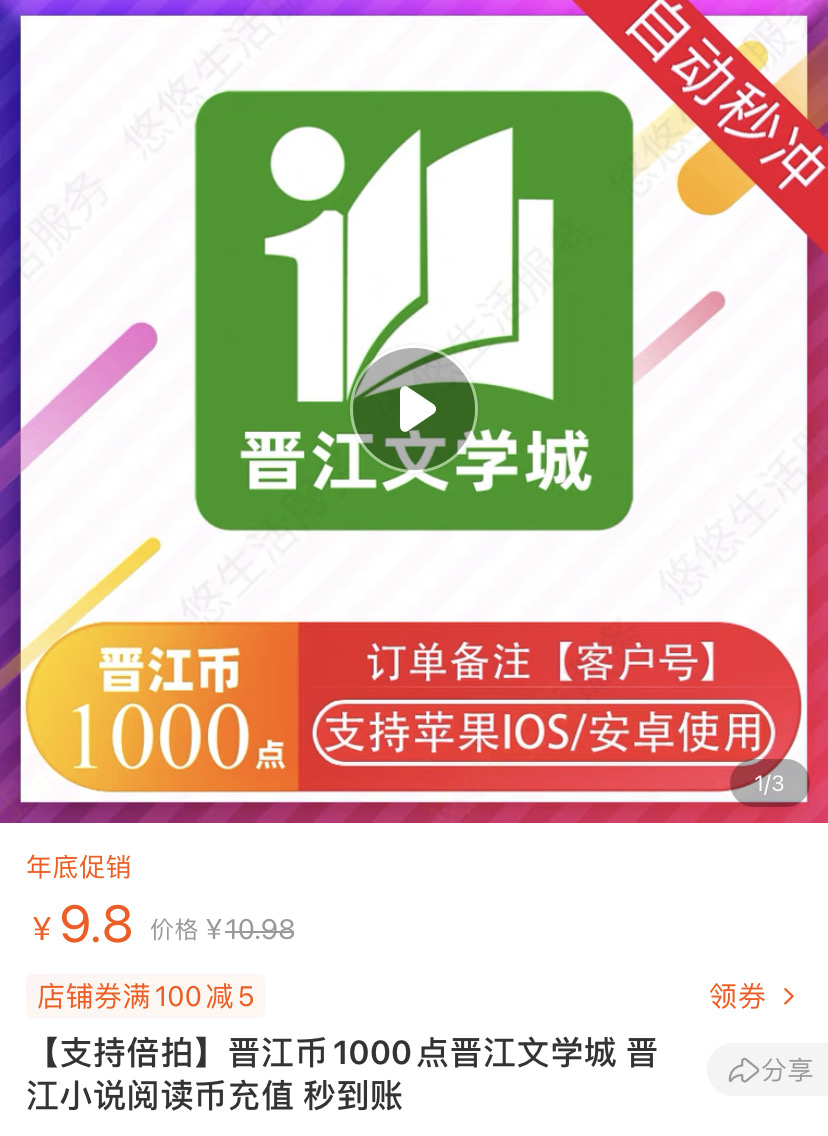 自动秒冲
悠悠生活服务
晋江文学城
晋江币
1000点
订单备注【客户号】
支持苹果IOS/安卓使用
1/3
年底促销
¥9.8 价格 ¥10.98
店铺券满100减5
领券 >
【支持倍拍】晋江币1000点晋江文学城 晋
江小说阅读币充值 秒到账
分享